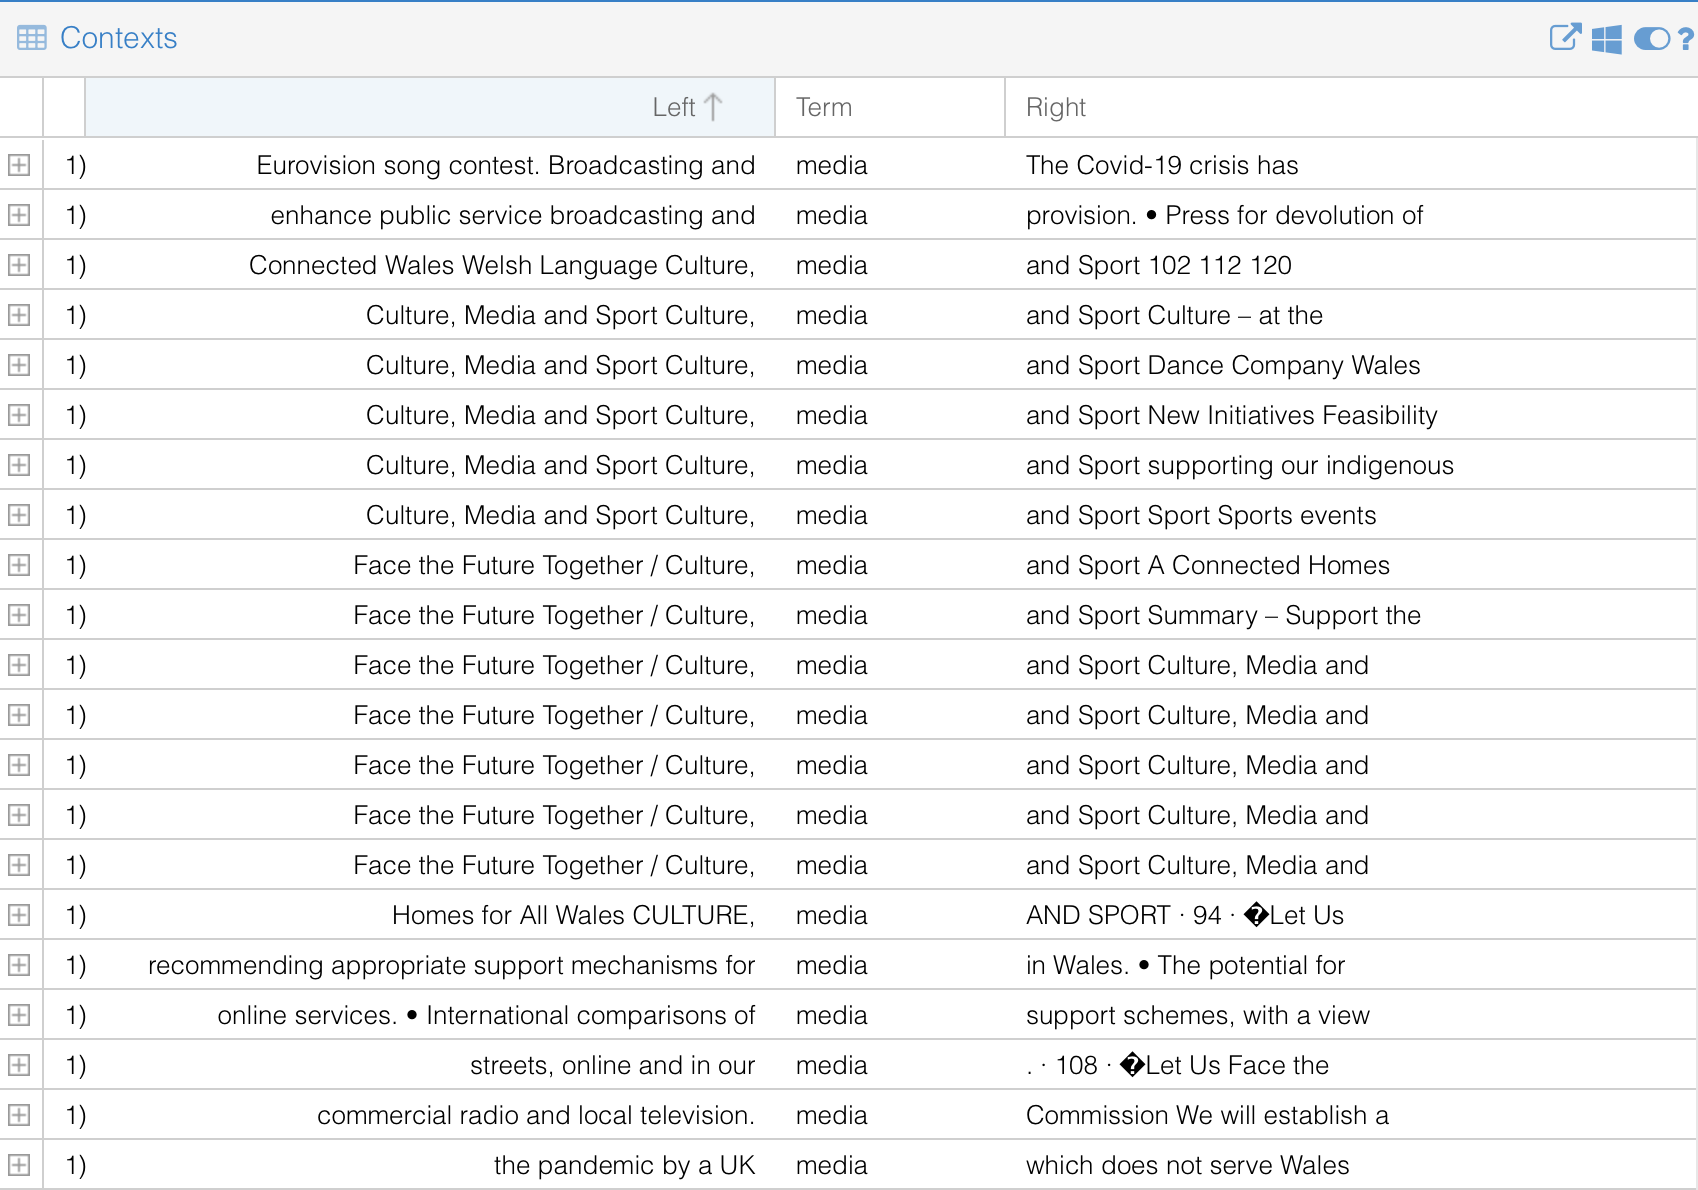 Contexts ?
Left ↑ Term Right
1) Eurovision song contest. Broadcasting and media The Covid-19 crisis has
1) enhance public service broadcasting and media provision. • Press for devolution of
1) Connected Wales Welsh Language Culture, media and Sport 102 112 120
1) Culture, Media and Sport Culture, media and Sport Culture – at the
1) Culture, Media and Sport Culture, media and Sport Dance Company Wales
1) Culture, Media and Sport Culture, media and Sport New Initiatives Feasibility
1) Culture, Media and Sport Culture, media and Sport supporting our indigenous
1) Culture, Media and Sport Culture, media and Sport Sport Sports events
1) Face the Future Together / Culture, media and Sport A Connected Homes
1) Face the Future Together / Culture, media and Sport Summary – Support the
1) Face the Future Together / Culture, media and Sport Culture, Media and
1) Face the Future Together / Culture, media and Sport Culture, Media and
1) Face the Future Together / Culture, media and Sport Culture, Media and
1) Face the Future Together / Culture, media and Sport Culture, Media and
1) Face the Future Together / Culture, media and Sport Culture, Media and
1) Homes for All Wales CULTURE, media AND SPORT · 94 · �Let Us
1) recommending appropriate support mechanisms for media in Wales. • The potential for
1) online services. • International comparisons of media support schemes, with a view
1) streets, online and in our media . · 108 · �Let Us Face the
1) commercial radio and local television. media Commission We will establish a
1) the pandemic by a UK media which does not serve Wales